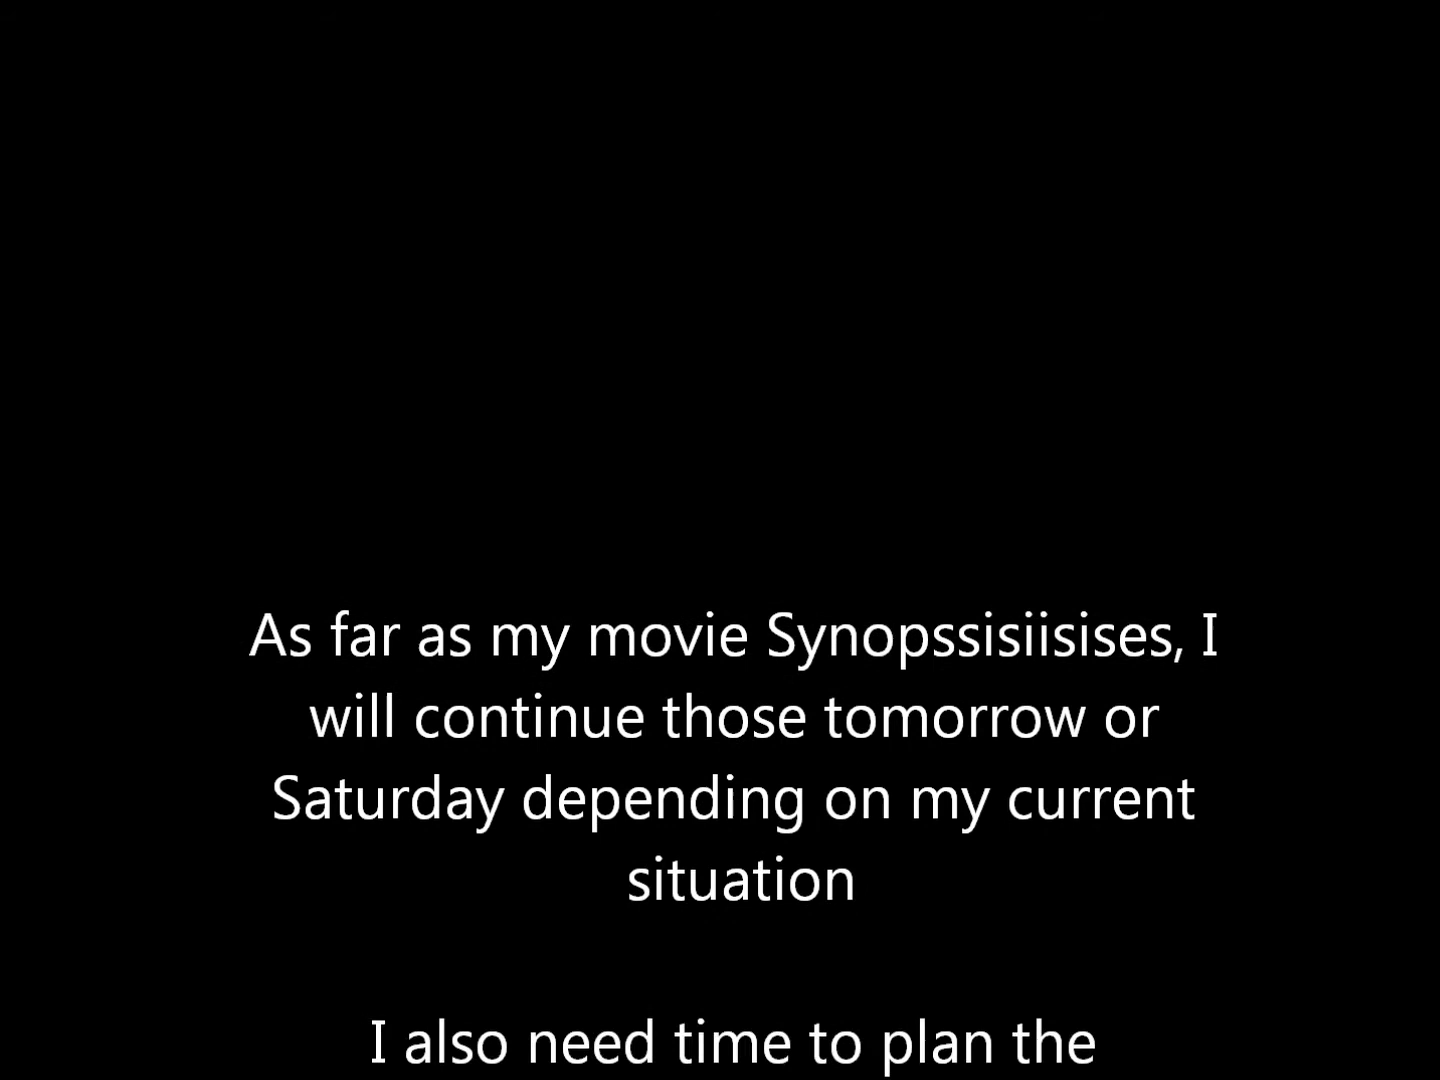 As far as my movie Synopssisiisises, I
will continue those tomorrow or
Saturday depending on my current
situation
I also need time to plan the